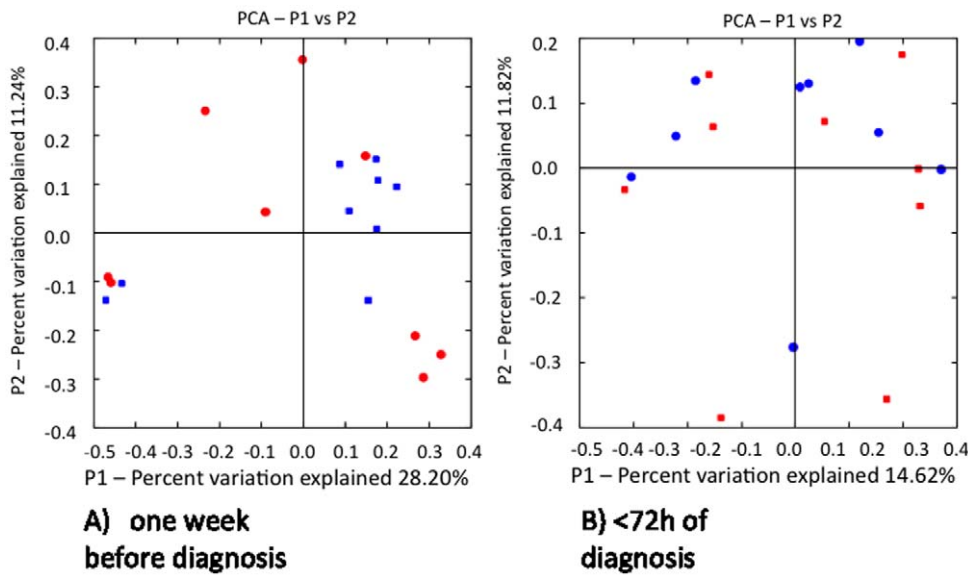 PCA – P1 vs P2
P2 – Percent variation explained 11.24%
0.4
0.3
0.2
0.1
0.0
-0.1
-0.2
-0.3
-0.4
-0.5 -0.4 -0.3 -0.2 -0.1 0.0 0.1 0.2 0.3 0.4
P1 – Percent variation explained 28.20%
A) one week
before diagnosis
PCA – P1 vs P2
P2 – Percent variation explained 11.82%
0.2
0.1
0.0
-0.1
-0.2
-0.3
-0.4
-0.5 -0.4 -0.3 -0.2 -0.1 0.0 0.1 0.2 0.3 0.4
P1 – Percent variation explained 14.62%
B) <72h of
diagnosis